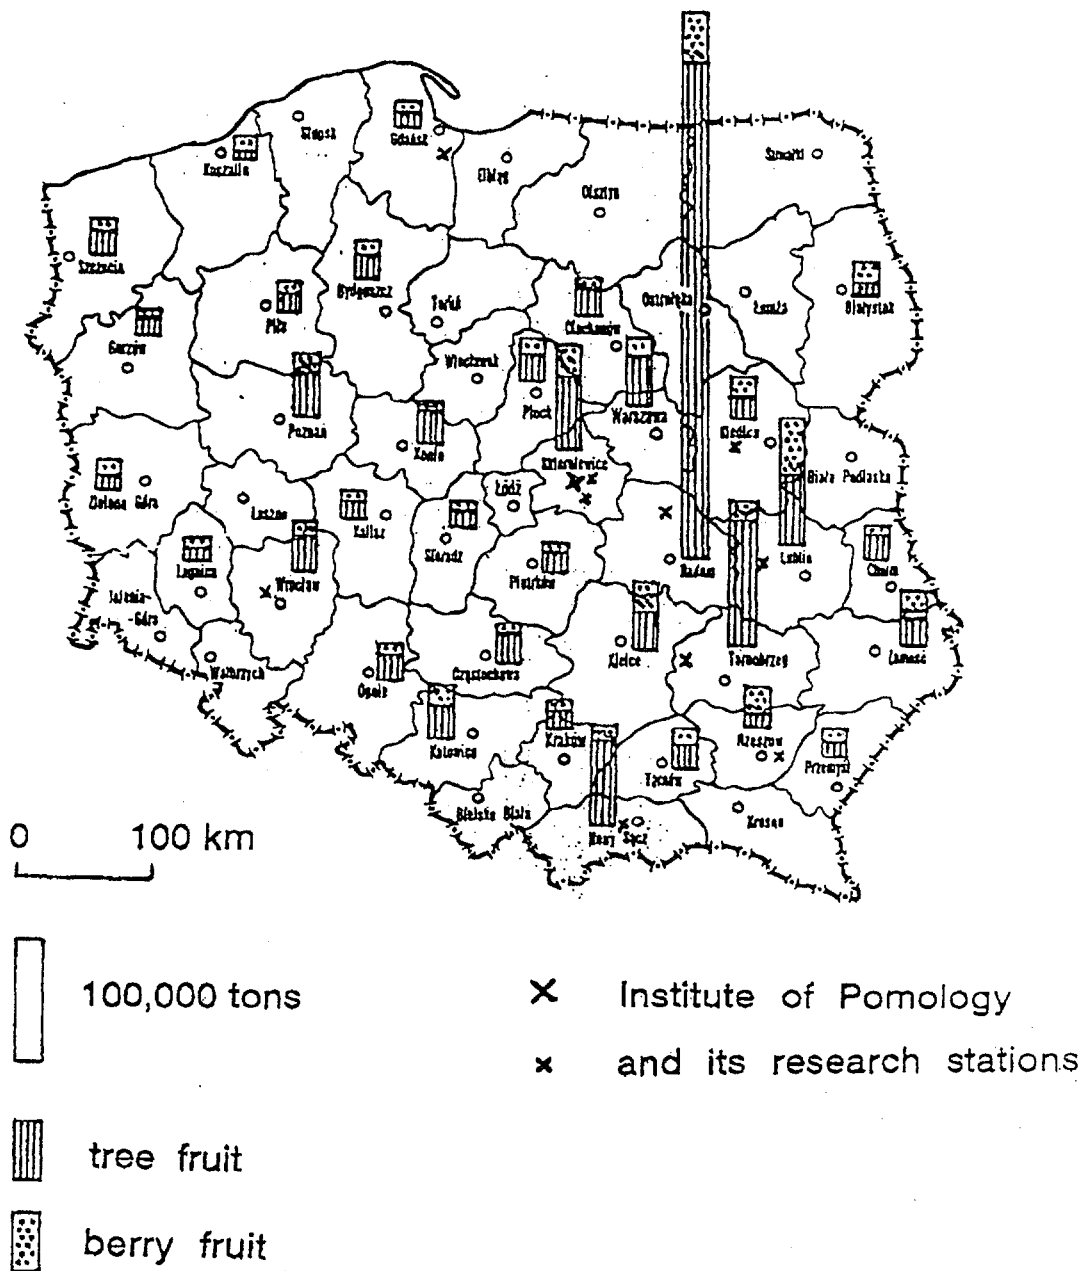 Słupsk
Gdańsk
Koszalin
Elbląg
Suwałki
Olsztyn
Szczecin
Bydgoszcz
Toruń
Piła
Ciechanów
Ostrołęka
Łomża
Białystok
Gorzów
Włocławek
Płock
Poznań
Konin
Warszawa
Siedlce
Skierniewice
Biała Podlaska
Zielona Góra
Leszno
Kalisz
Łódź
Sieradz
Legnica
Wrocław
Piotrków
Radom
Lublin
Chełm
Jelenia
-Góra
Wałbrzych
Opole
Częstochowa
Kielce
Tarnobrzeg
Zamość
Katowice
Kraków
Tarnów
Rzeszów
Przemyśl
Bielsko Biała
Nowy Sącz
Krosno
0 100 km
100,000 tons
Institute of Pomology
and its research stations
tree fruit
berry fruit